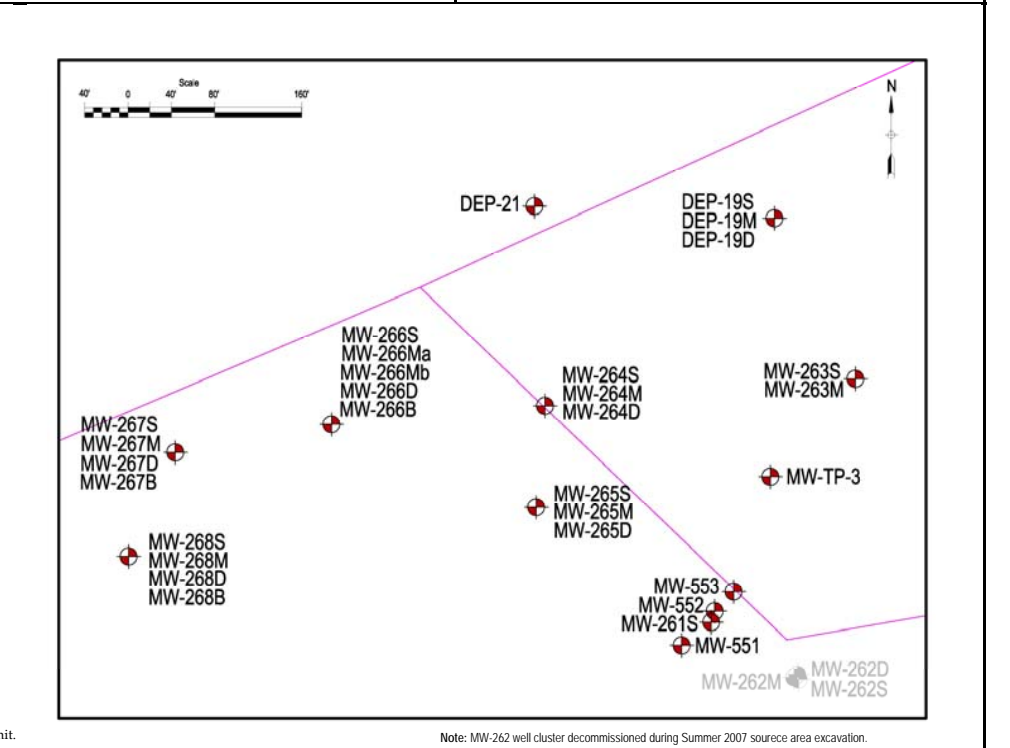 Scale
40' 0 40' 80' 160'
N
DEP-21
DEP-19S
DEP-19M
DEP-19D
MW-266S
MW-266Ma
MW-266Mb
MW-266D
MW-266B
MW-264S
MW-264M
MW-264D
MW-263S
MW-263M
MW-267S
MW-267M
MW-267D
MW-267B
MW-TP-3
MW-265S
MW-265M
MW-265D
MW-268S
MW-268M
MW-268D
MW-268B
MW-553
MW-552
MW-261S
MW-551
MW-262M
MW-262D
MW-262S
Note: MW-262 well cluster decommissioned during Summer 2007 sourece area excavation.